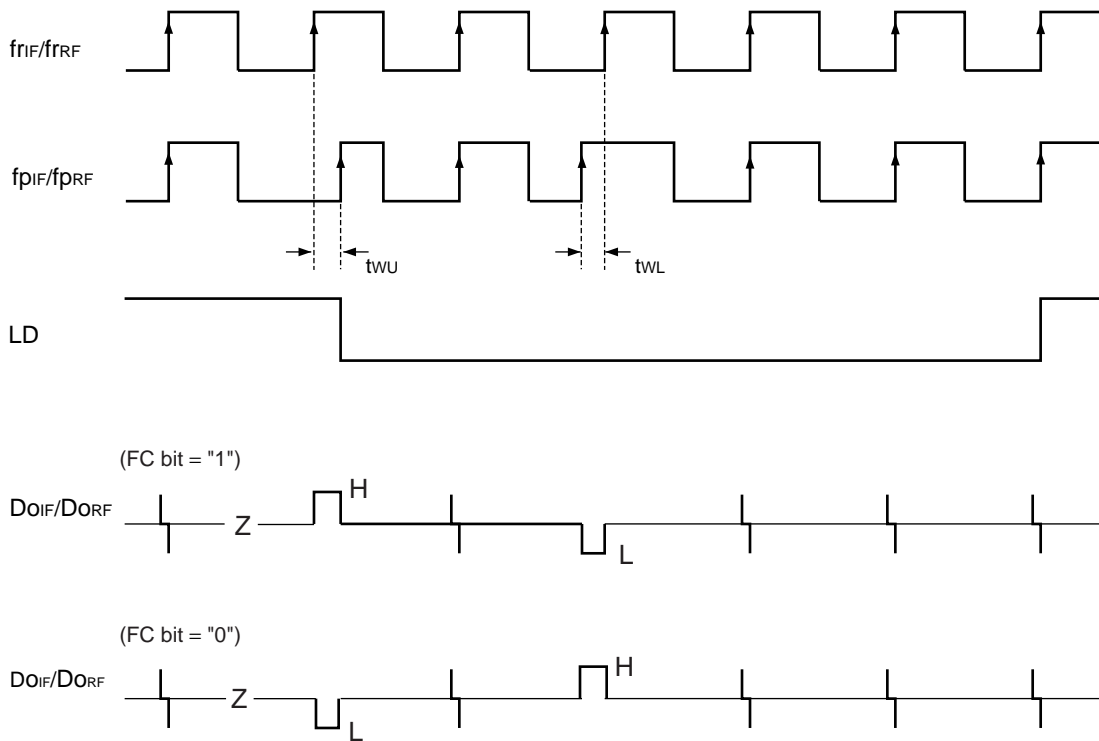 frIF/frRF
fpIF/fpRF
tWU
tWL
LD
(FC bit = "1")
H
DoIF/DoRF
Z
L
(FC bit = "0")
H
DoIF/DoRF
Z
L